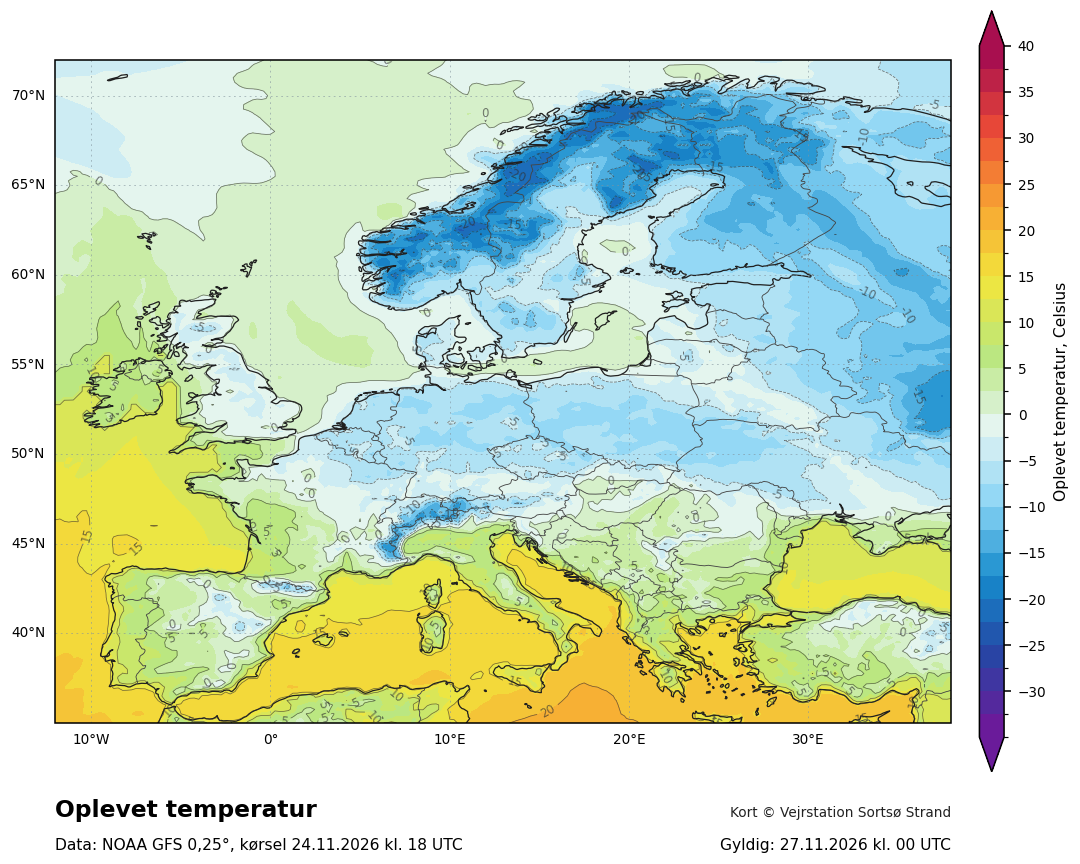 70°N
65°N
60°N
55°N
50°N
45°N
40°N
10°W
0°
10°E
20°E
30°E
40
35
30
25
20
15
10
5
0
−5
−10
−15
−20
−25
−30
Oplevet temperatur, Celsius
Oplevet temperatur
Kort © Vejrstation Sortsø Strand
Data: NOAA GFS 0,25°, kørsel 24.11.2026 kl. 18 UTC
Gyldig: 27.11.2026 kl. 00 UTC